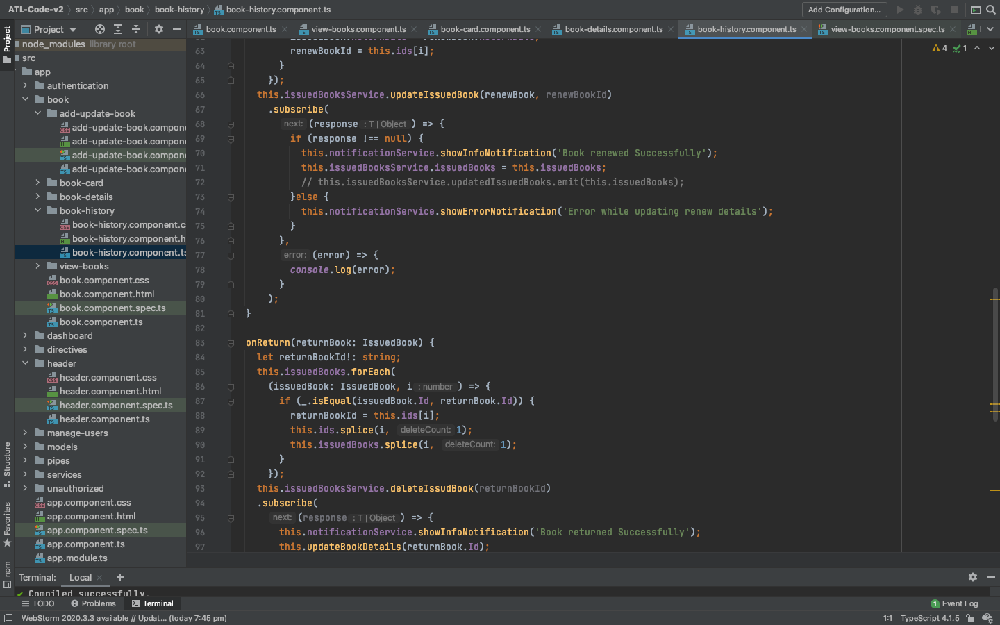 ATL-Code-v2 src app book book-history book-history.component.ts Add Configuration...
Project book.component.ts view-books.component.ts book-card.component.ts book-details.component.ts book-history.component.ts view-books.component.spec.ts
Project
Structure
Favorites
npm
node_modules library root
src
app
authentication
book
add-update-book
add-update-book.compon
add-update-book.compon
add-update-book.compon
add-update-book.compon
book-card
book-details
book-history
book-history.component.c
book-history.component.h
book-history.component.ts
view-books
book.component.css
book.component.html
book.component.spec.ts
book.component.ts
dashboard
directives
header
header.component.css
header.component.html
header.component.spec.ts
header.component.ts
manage-users
models
pipes
services
unauthorized
app.component.css
app.component.html
app.component.spec.ts
app.component.ts
app.module.ts
4 1
63 renewBookId = this.ids[i];
64 }
65 });
66 this.issuedBooksService.updateIssuedBook(renewBook, renewBookId)
67 .subscribe(
68 next: (response : T | Object ) => {
69 if (response !== null) {
70 this.notificationService.showInfoNotification('Book renewed Successfully');
71 this.issuedBooksService.issuedBooks = this.issuedBooks;
72 // this.issuedBooksService.updatedIssuedBooks.emit(this.issuedBooks);
73 }else {
74 this.notificationService.showErrorNotification('Error while updating renew details');
75 }
76 },
77 error: (error) => {
78 console.log(error);
79 }
80 );
81 }
82
83 onReturn(returnBook: IssuedBook) {
84 let returnBookId!: string;
85 this.issuedBooks.forEach(
86 (issuedBook: IssuedBook, i : number ) => {
87 if (_.isEqual(issuedBook.Id, returnBook.Id)) {
88 returnBookId = this.ids[i];
89 this.ids.splice(i, deleteCount: 1);
90 this.issuedBooks.splice(i, deleteCount: 1);
91 }
92 });
93 this.issuedBooksService.deleteIssudBook(returnBookId)
94 .subscribe(
95 next: (response : T | Object ) => {
96 this.notificationService.showInfoNotification('Book returned Successfully');
97 this.updateBookDetails(returnBook.Id);
Terminal: Local
✔ Compiled successfully.
TODO Problems Terminal 1 Event Log
WebStorm 2020.3.3 available // Updat... (today 7:45 pm) 1:1 TypeScript 4.1.5